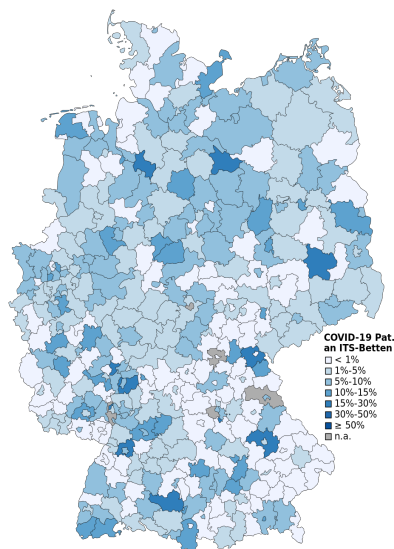 COVID-19 Pat.
an ITS-Betten
< 1%
1%-5%
5%-10%
10%-15%
15%-30%
30%-50%
≥ 50%
n.a.